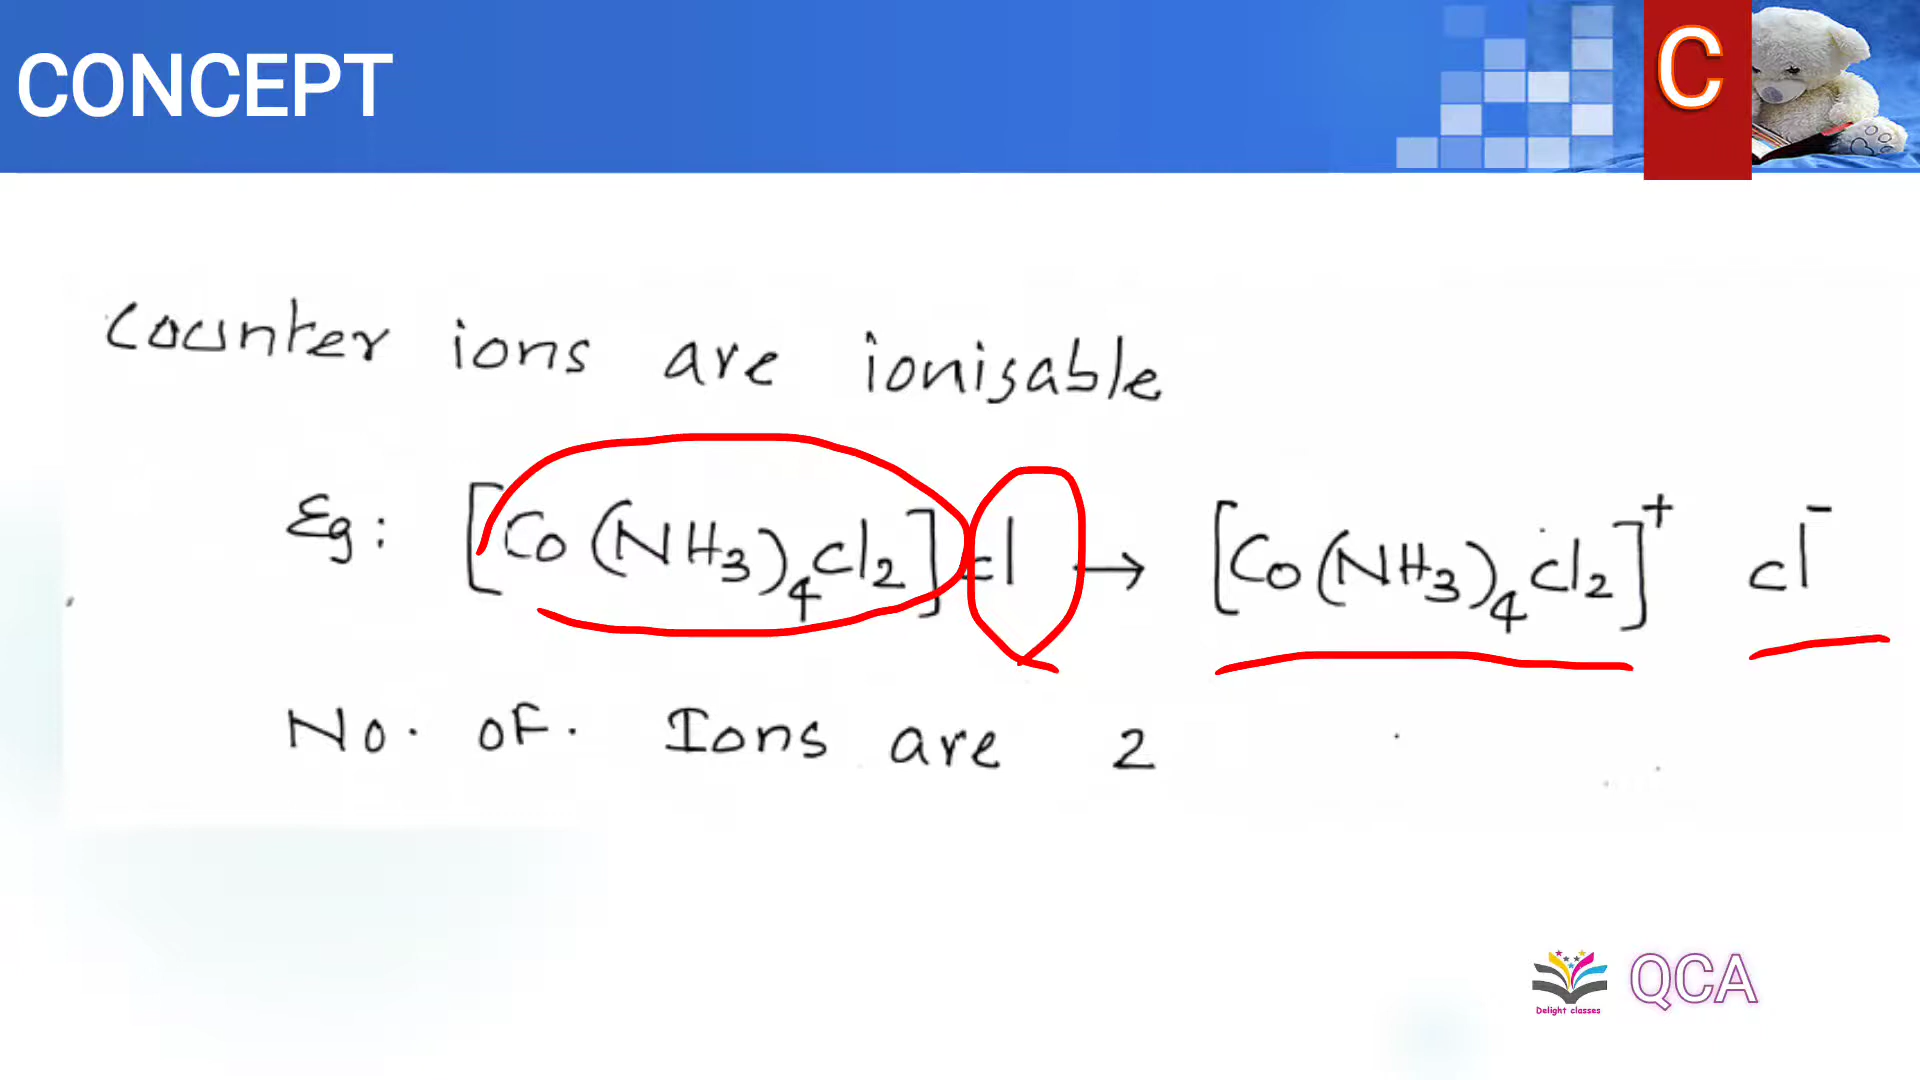 CONCEPT
C
Counter ions are ionisable
Eg: [Co(NH₃)₄Cl₂]Cl → [Co(NH₃)₄Cl₂]⁺ Cl⁻
No. of. Ions are 2
QCA
Delight classes